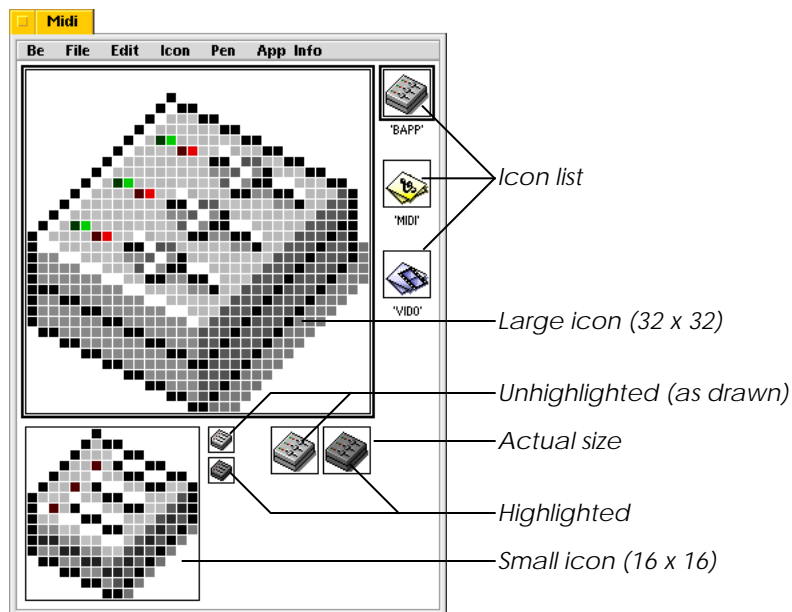 Midi
Be File Edit Icon Pen App Info
'BAPP'
Icon list
'MIDI'
'VIDO'
Large icon (32 x 32)
Unhighlighted (as drawn)
Actual size
Highlighted
Small icon (16 x 16)